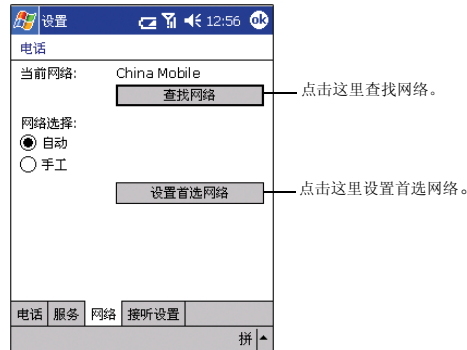 设置 12:56 ok
电话
当前网络: China Mobile
查找网络
点击这里查找网络。
网络选择:
自动
手工
设置首选网络
点击这里设置首选网络。
电话 服务 网络 接听设置
拼